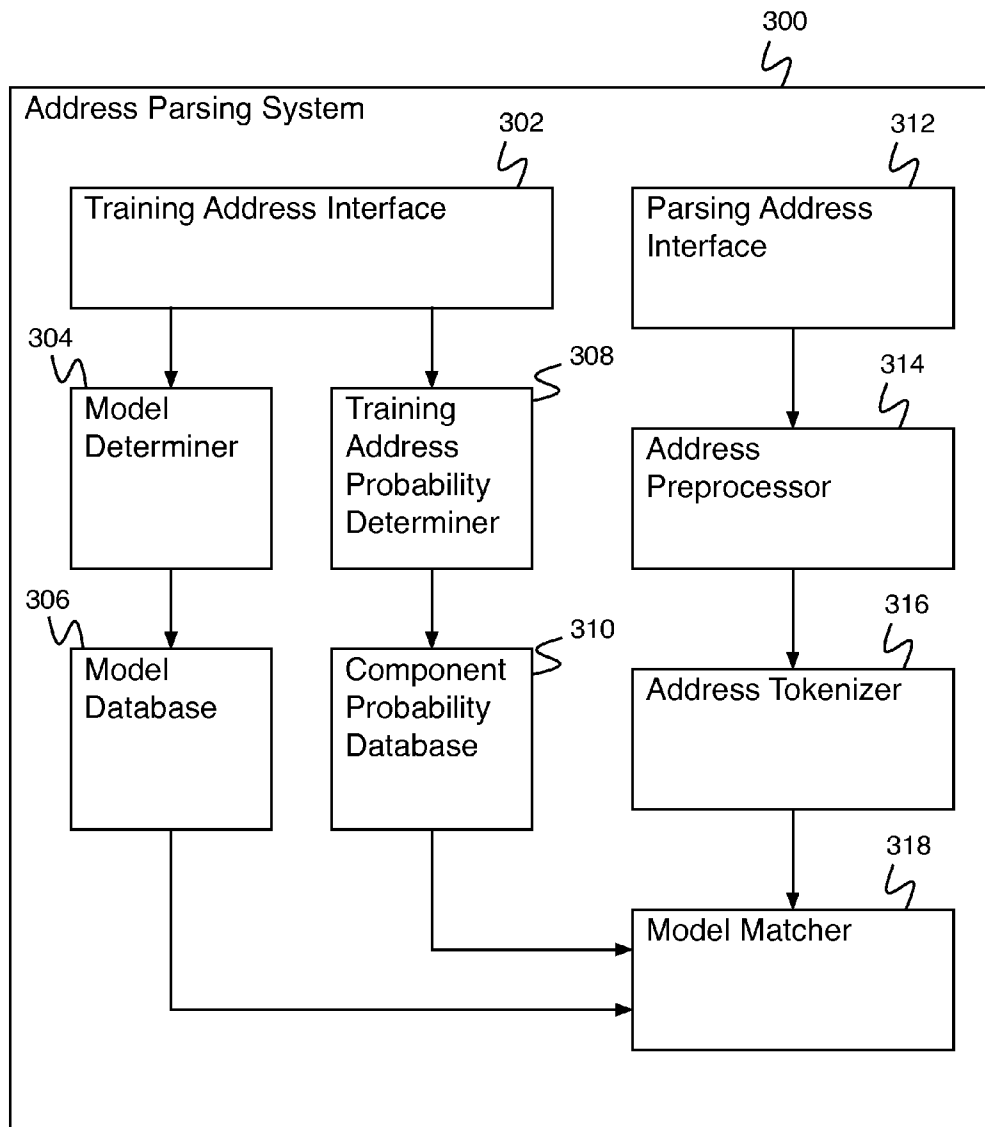 300
Address Parsing System
302
312
Training Address Interface
Parsing Address
Interface
304
308
314
Model
Determiner
Training
Address
Probability
Determiner
Address
Preprocessor
306
310
316
Model
Database
Component
Probability
Database
Address Tokenizer
318
Model Matcher